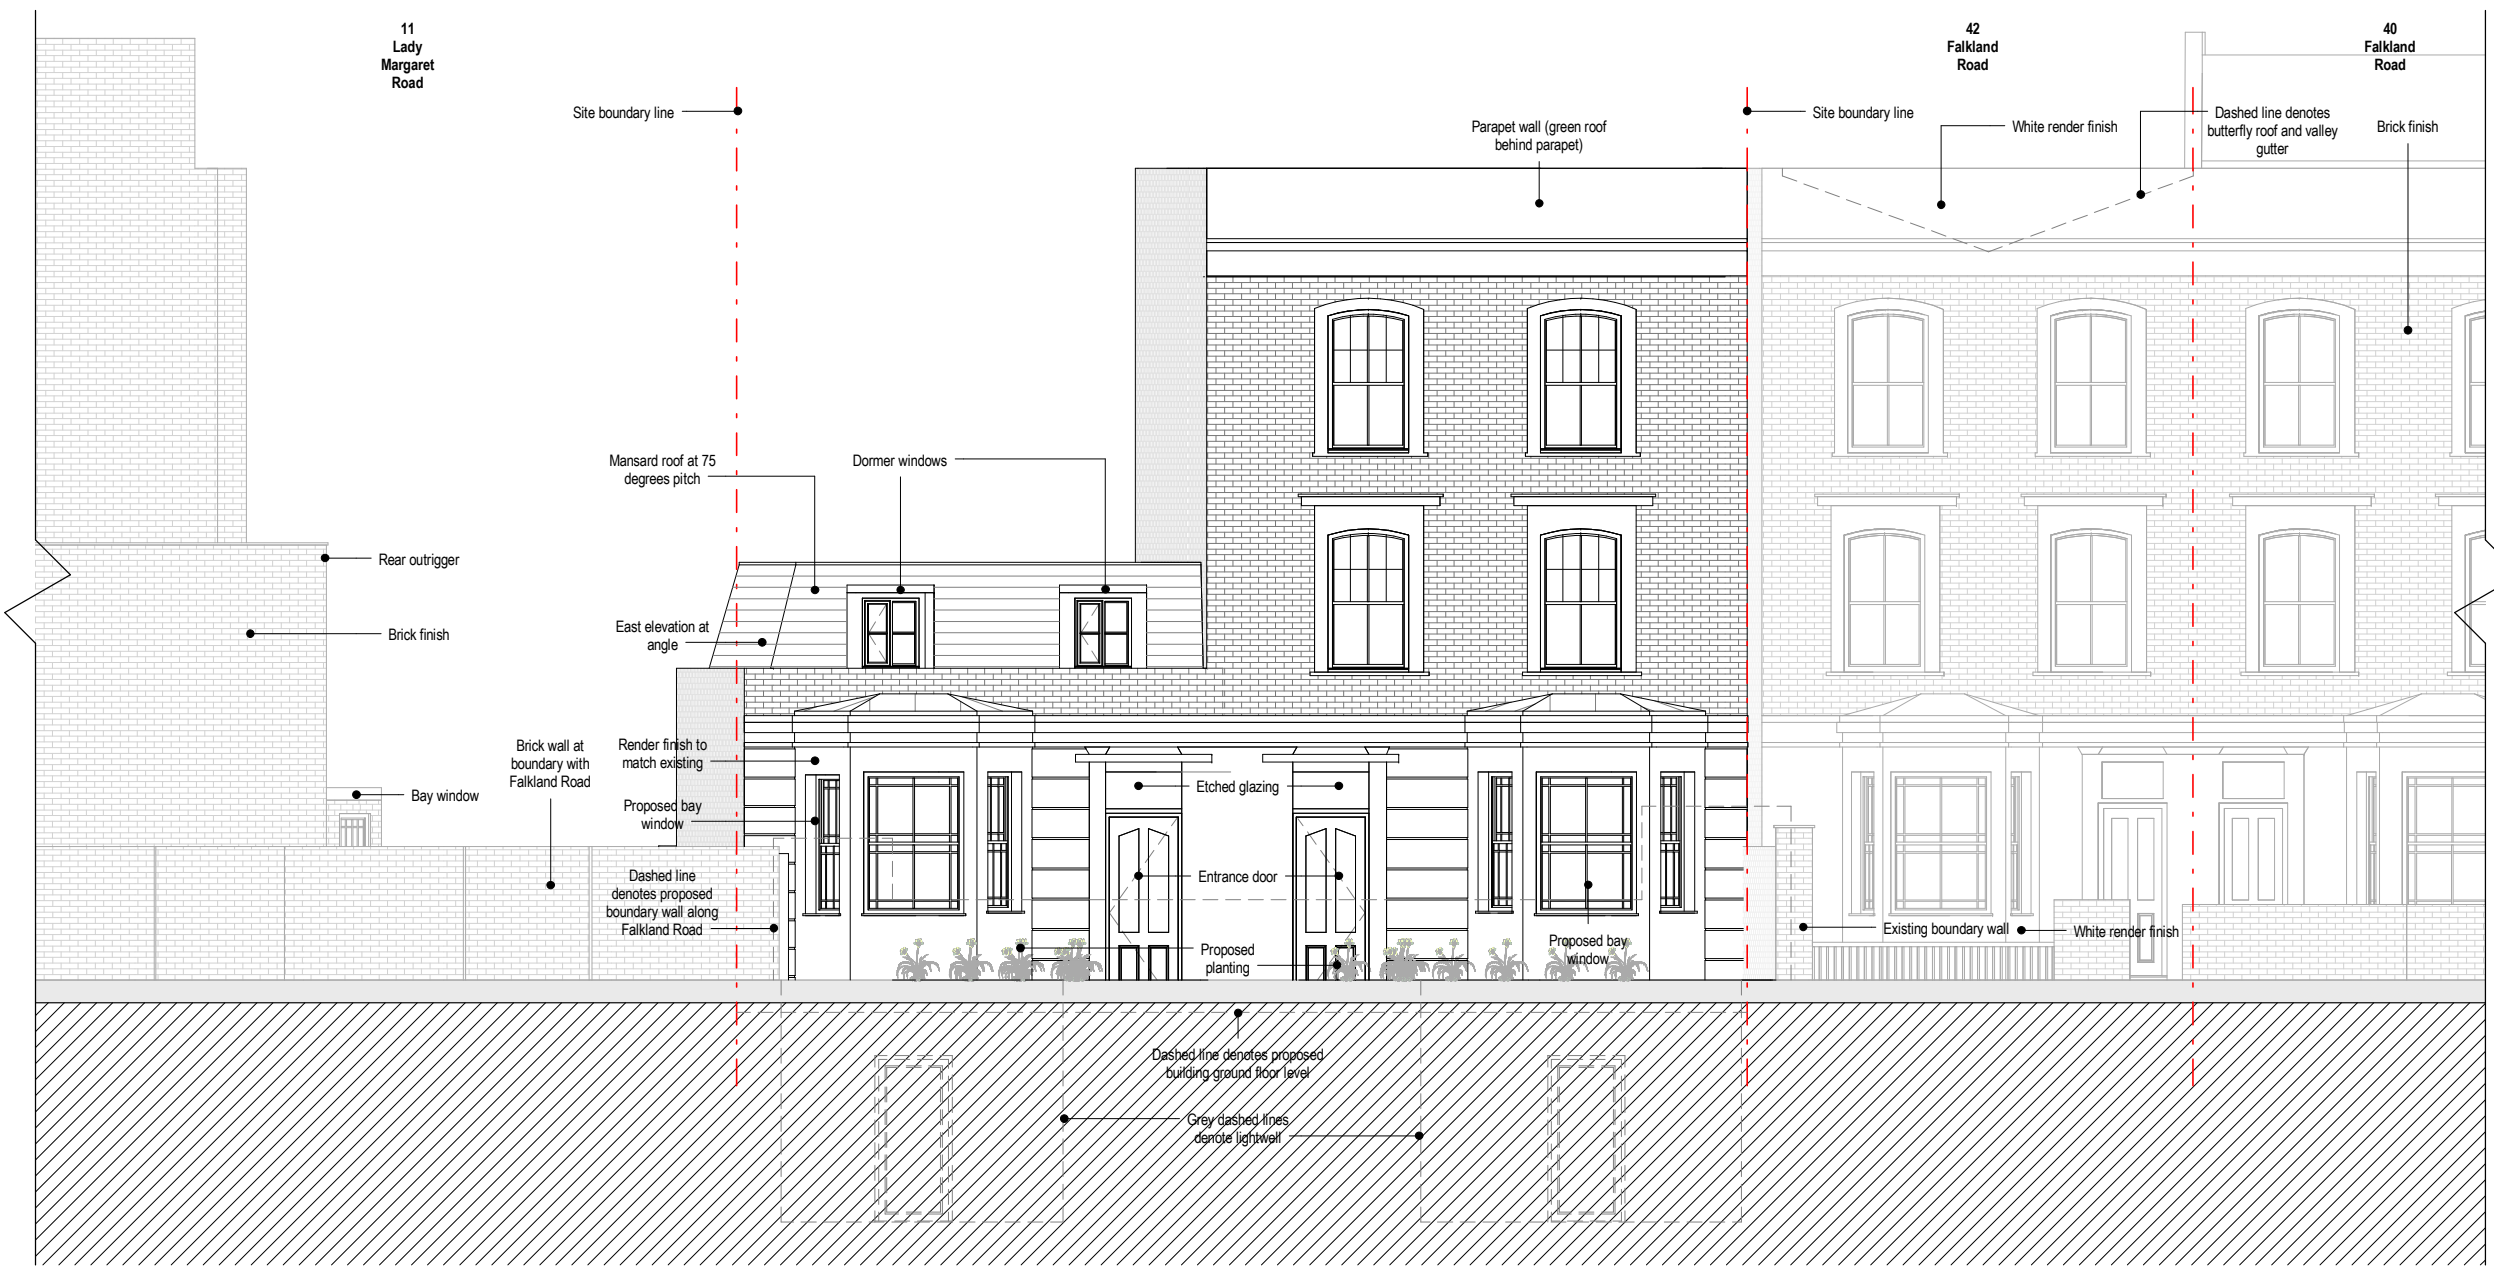 11
Lady
Margaret
Road
42
Falkland
Road
40
Falkland
Road
Site boundary line
Site boundary line
Parapet wall (green roof
behind parapet)
White render finish
Dashed line denotes
butterfly roof and valley
gutter
Brick finish
Mansard roof at 75
degrees pitch
Dormer windows
Rear outrigger
East elevation at
angle
Brick finish
Brick wall at
boundary with
Falkland Road
Render finish to
match existing
Bay window
Proposed bay
window
Etched glazing
Dashed line
denotes proposed
boundary wall along
Falkland Road
Entrance door
Proposed
planting
Proposed bay
window
Existing boundary wall
White render finish
Dashed line denotes proposed
building ground floor level
Grey dashed lines
denote lightwell